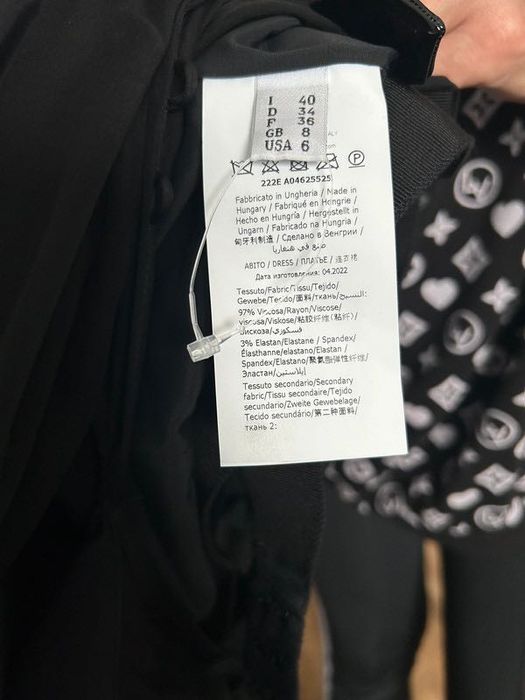 I 40
D 34
F 36
GB 8
USA 6
222E A04625525
Fabbricato in Ungheria / Made in
Hungary / Fabriqué en Hongrie /
Hecho en Hungría / Hergestellt in
Ungarn / Fabricado na Hungria /
匈牙利制造 / Сделано в Венгрии /
صنع في هنغاريا
ABITO / DRESS / ПЛАТЬЕ / 连衣裙
Дата изготовления: 04.2022
Tessuto/Fabric/Tissu/Tejido/
Gewebe/Tecido/面料/ткань/النسيج:
97% Viscosa/Rayon/Viscose/
viscosa/Viskose/粘胶纤维(粘纤)/
Вискоза/فسكوزي
3% Elastan/Elastane / Spandex/
Élasthanne/elastano/Elastan /
Spandex/Elastano/聚氨酯弹性纤维/
Эластан/إيلاستين
Tessuto secondario/Secondary
fabric/Tissu secondaire/Tejido
secundario/Zweite Gewebelage/
Tecido secundário/第二种面料/
ткань 2: